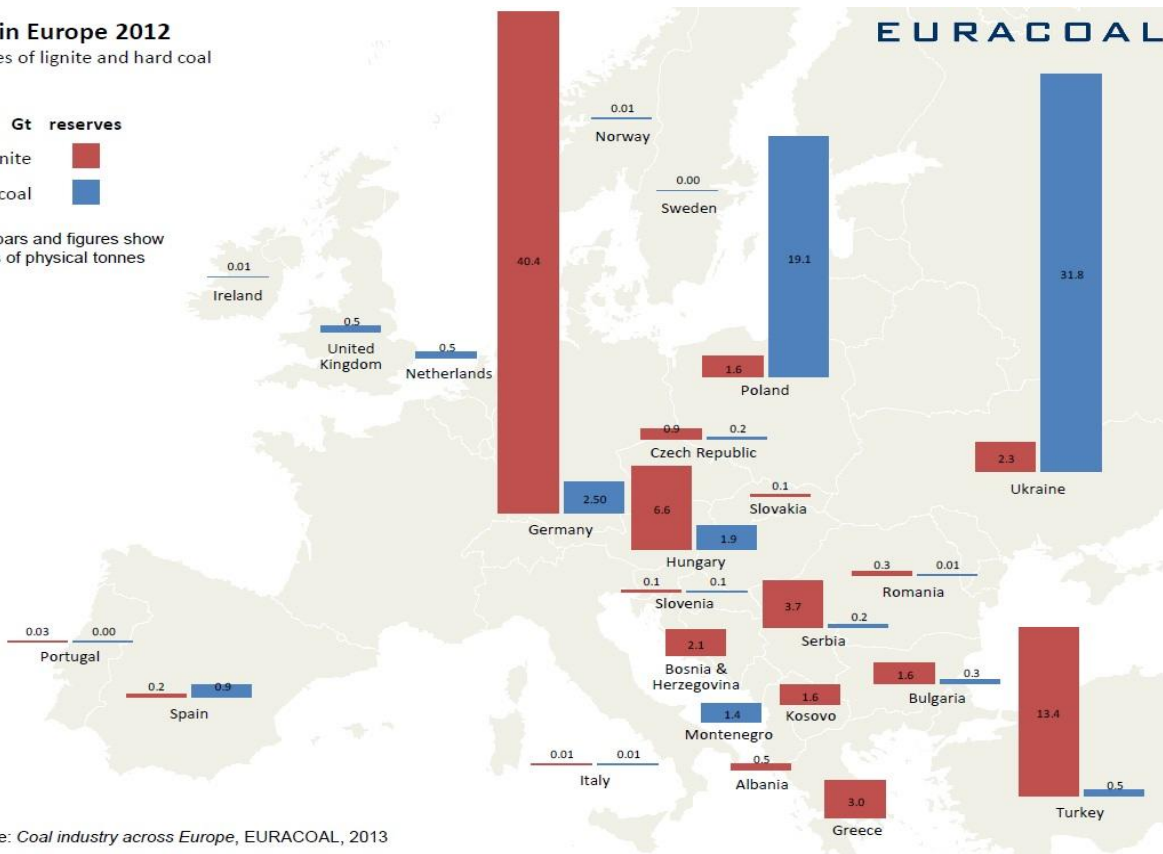 in Europe 2012
es of lignite and hard coal
EURACOAL
Gt reserves
nite
coal
bars and figures show
s of physical tonnes
0.01
Norway
0.00
Sweden
0.01
Ireland
0.5
United
Kingdom
0.5
Netherlands
40.4
2.50
Germany
1.6
19.1
Poland
2.3
31.8
Ukraine
0.9
0.2
Czech Republic
0.1
Slovakia
6.6
1.9
Hungary
0.3
0.01
Romania
0.1
0.1
Slovenia
3.7
0.2
Serbia
0.03
0.00
Portugal
2.1
Bosnia &
Herzegovina
0.2
0.9
Spain
1.6
Kosovo
1.6
0.3
Bulgaria
13.4
0.5
Turkey
1.4
Montenegro
0.01
0.01
Italy
0.5
Albania
3.0
Greece
e: Coal industry across Europe, EURACOAL, 2013